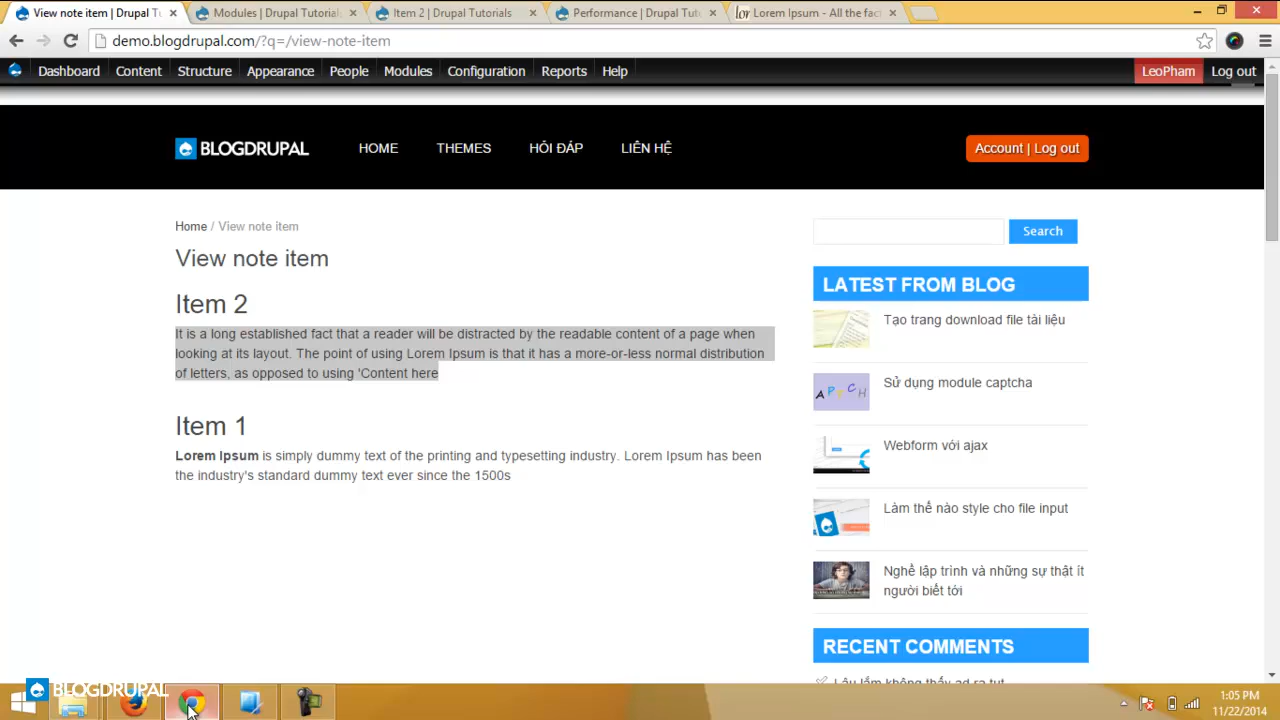 View note item | Drupal T
Modules | Drupal Tutorials
Item 2 | Drupal Tutorials
Performance | Drupal Tuto
Lorem Ipsum - All the fac
demo.blogdrupal.com/?q=/view-note-item
Dashboard Content Structure Appearance People Modules Configuration Reports Help LeoPham Log out
BLOGDRUPAL HOME THEMES HỎI ĐÁP LIÊN HỆ Account | Log out
Home / View note item
View note item
Item 2
It is a long established fact that a reader will be distracted by the readable content of a page when
looking at its layout. The point of using Lorem Ipsum is that it has a more-or-less normal distribution
of letters, as opposed to using 'Content here
Item 1
Lorem Ipsum is simply dummy text of the printing and typesetting industry. Lorem Ipsum has been
the industry's standard dummy text ever since the 1500s
Search
LATEST FROM BLOG
Tạo trang download file tài liệu
Sử dụng module captcha
Webform với ajax
Làm thế nào style cho file input
Nghề lập trình và những sự thật ít
người biết tới
RECENT COMMENTS
Lâu lắm không thấy ad ra tut
BLOGDRUPAL
1:05 PM
11/22/2014